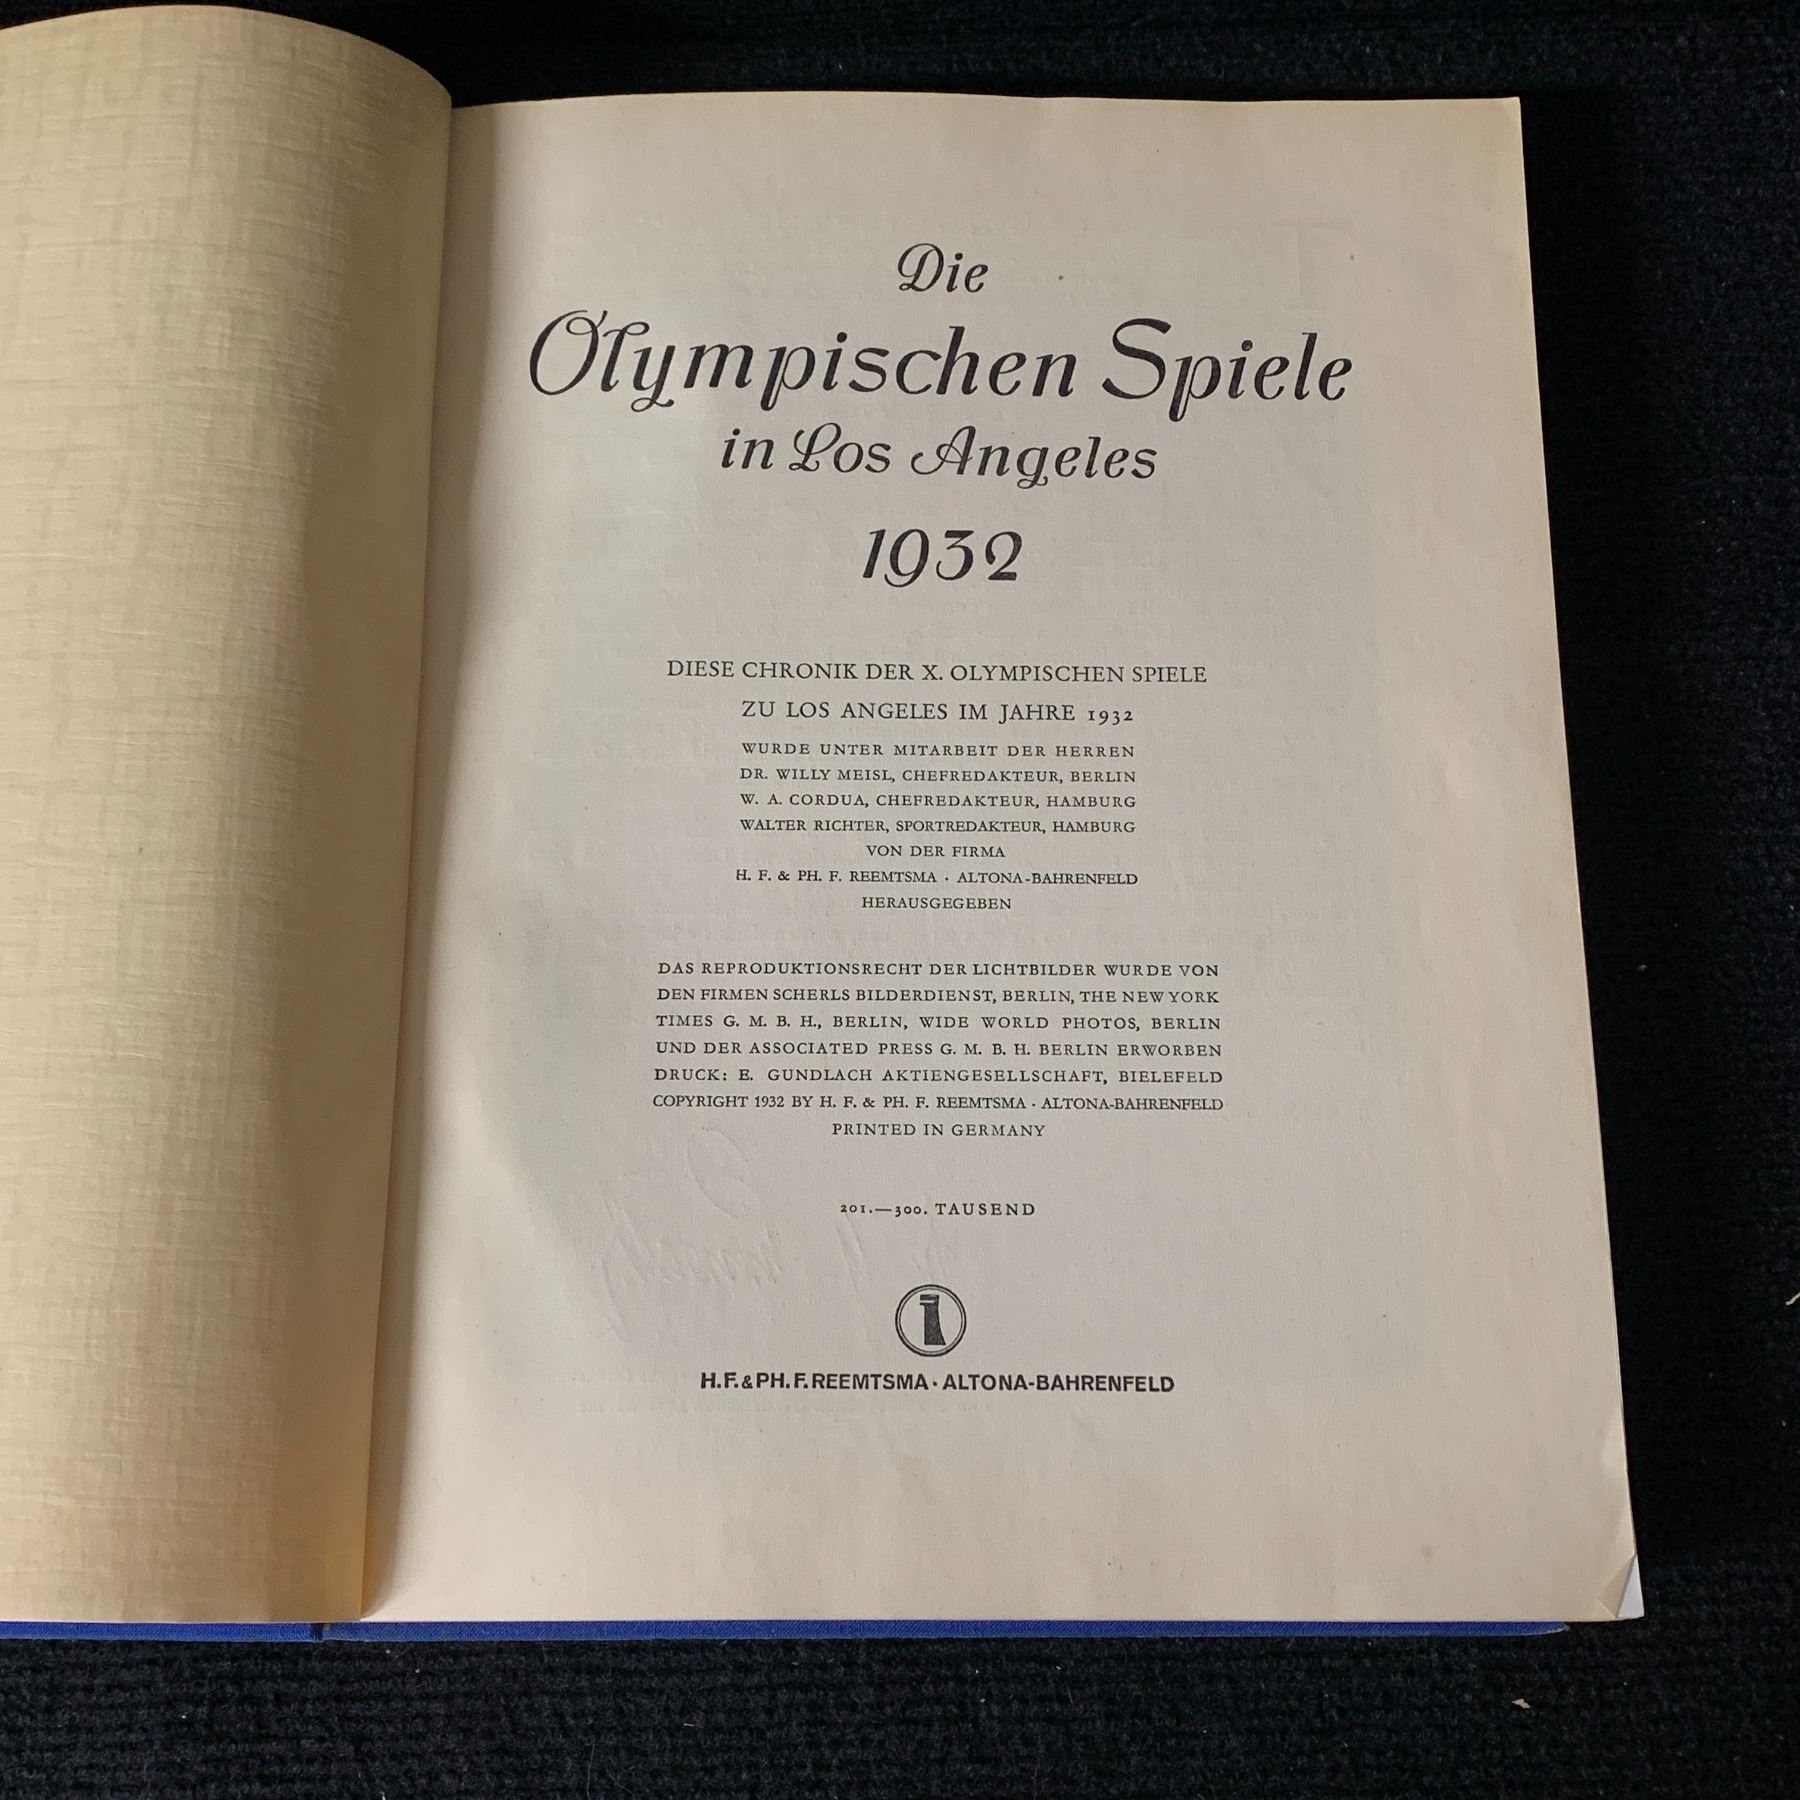 Die
Olympischen Spiele
in Los Angeles
1932
DIESE CHRONIK DER X. OLYMPISCHEN SPIELE
ZU LOS ANGELES IM JAHRE 1932
WURDE UNTER MITARBEIT DER HERREN
DR. WILLY MEISL, CHEFREDAKTEUR, BERLIN
W. A. CORDUA, CHEFREDAKTEUR, HAMBURG
WALTER RICHTER, SPORTREDAKTEUR, HAMBURG
VON DER FIRMA
H. F. & PH. F. REEMTSMA · ALTONA-BAHRENFELD
HERAUSGEGEBEN
DAS REPRODUKTIONSRECHT DER LICHTBILDER WURDE VON
DEN FIRMEN SCHERLS BILDERDIENST, BERLIN, THE NEW YORK
TIMES G. M. B. H., BERLIN, WIDE WORLD PHOTOS, BERLIN
UND DER ASSOCIATED PRESS G. M. B. H. BERLIN ERWORBEN
DRUCK: E. GUNDLACH AKTIENGESELLSCHAFT, BIELEFELD
COPYRIGHT 1932 BY H. F. & PH. F. REEMTSMA · ALTONA-BAHRENFELD
PRINTED IN GERMANY
201.—300. TAUSEND
H.F.&PH.F.REEMTSMA·ALTONA-BAHRENFELD